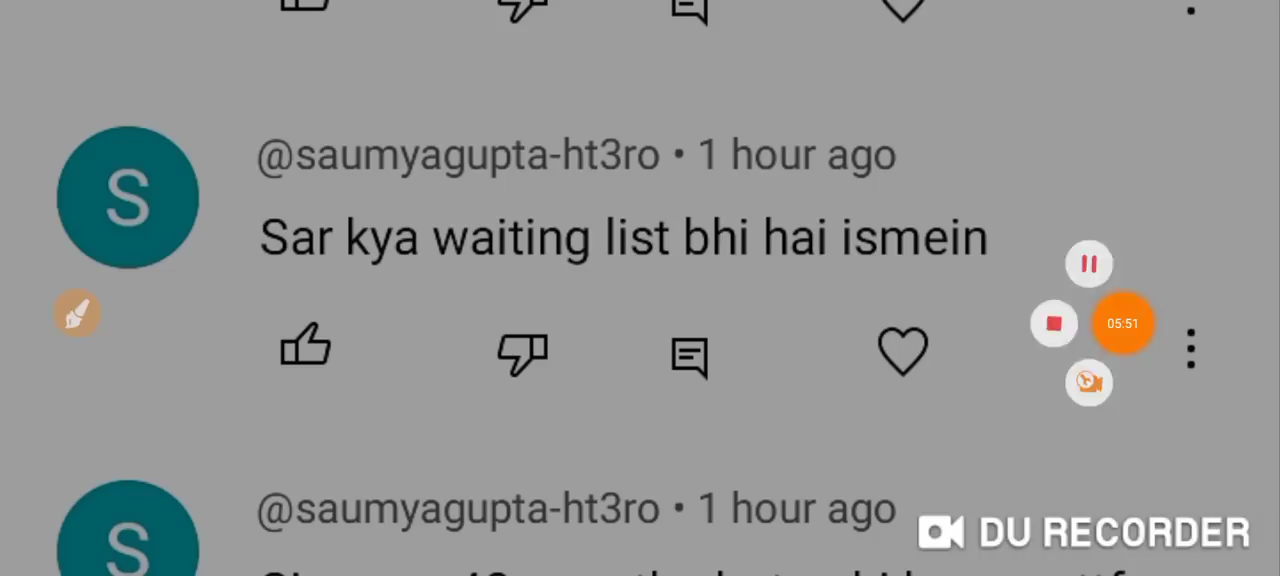 @saumyagupta-ht3ro • 1 hour ago
S
Sar kya waiting list bhi hai ismein
05:51
@saumyagupta-ht3ro • 1 hour ago
S
DU RECORDER